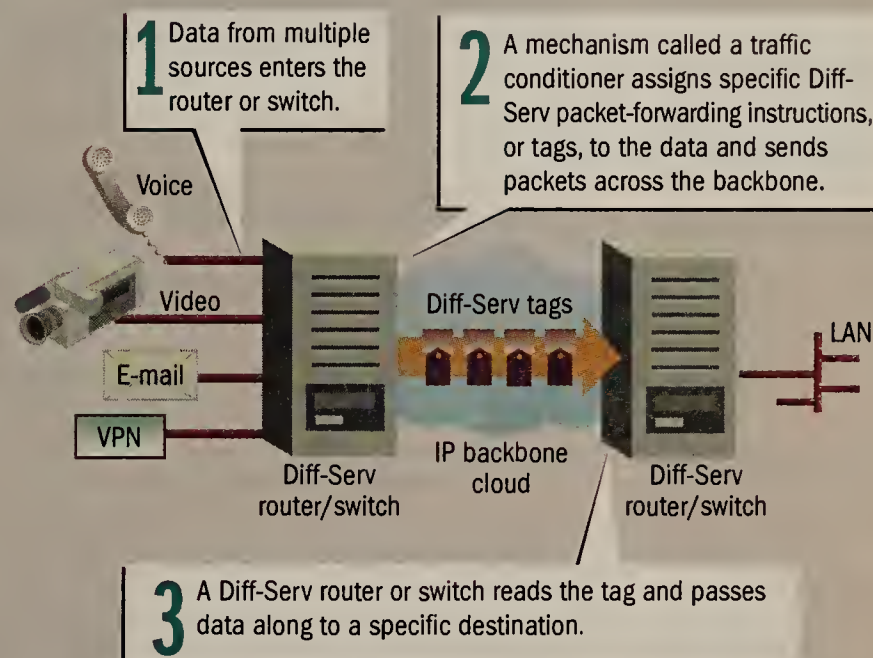 1 Data from multiple
sources enters the
router or switch.
2 A mechanism called a traffic
conditioner assigns specific Diff-
Serv packet-forwarding instructions,
or tags, to the data and sends
packets across the backbone.
Voice
Video
E-mail
VPN
Diff-Serv
router/switch
Diff-Serv tags
IP backbone
cloud
Diff-Serv
router/switch
LAN
3 A Diff-Serv router or switch reads the tag and passes
data along to a specific destination.